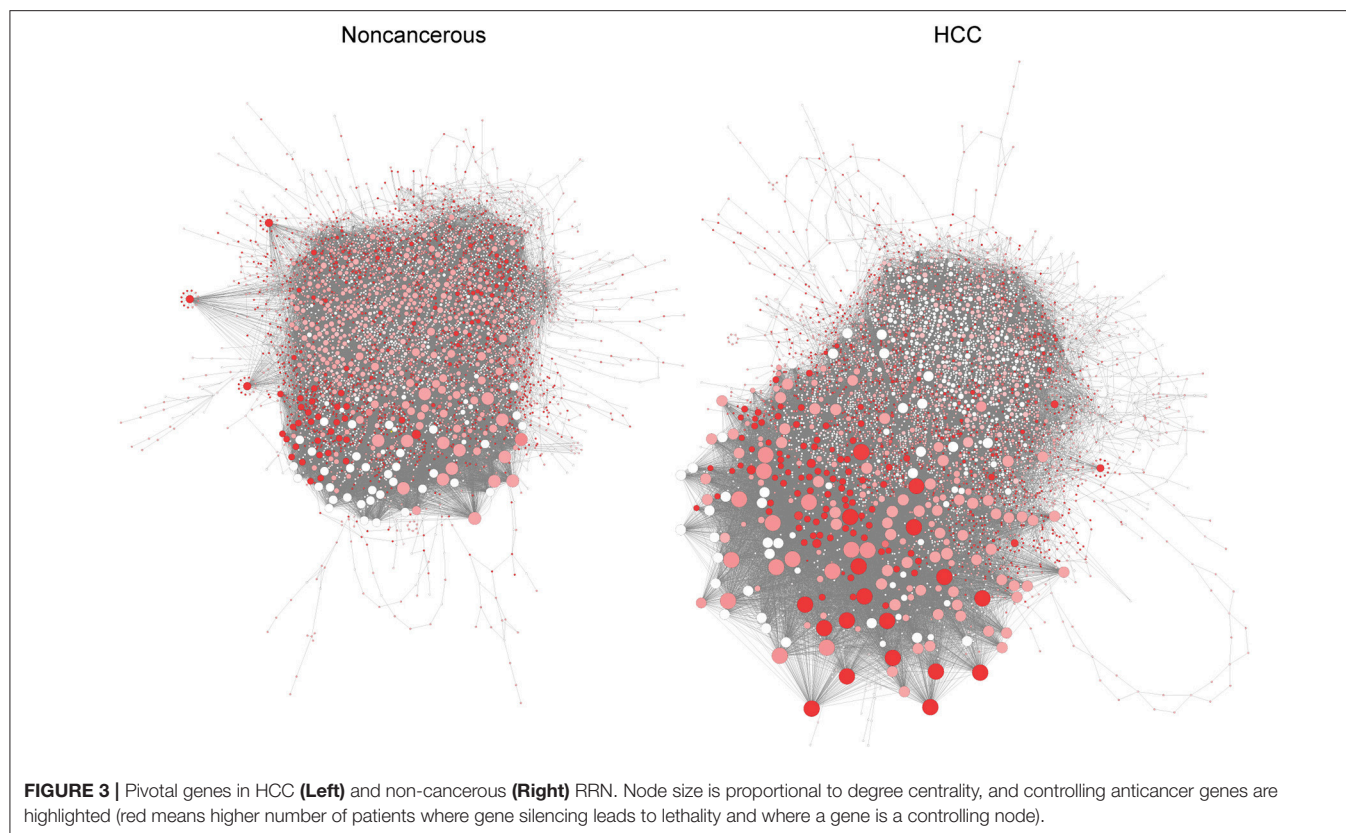 Noncancerous
HCC
FIGURE 3 | Pivotal genes in HCC (Left) and non-cancerous (Right) RRN. Node size is proportional to degree centrality, and controlling anticancer genes are
highlighted (red means higher number of patients where gene silencing leads to lethality and where a gene is a controlling node).